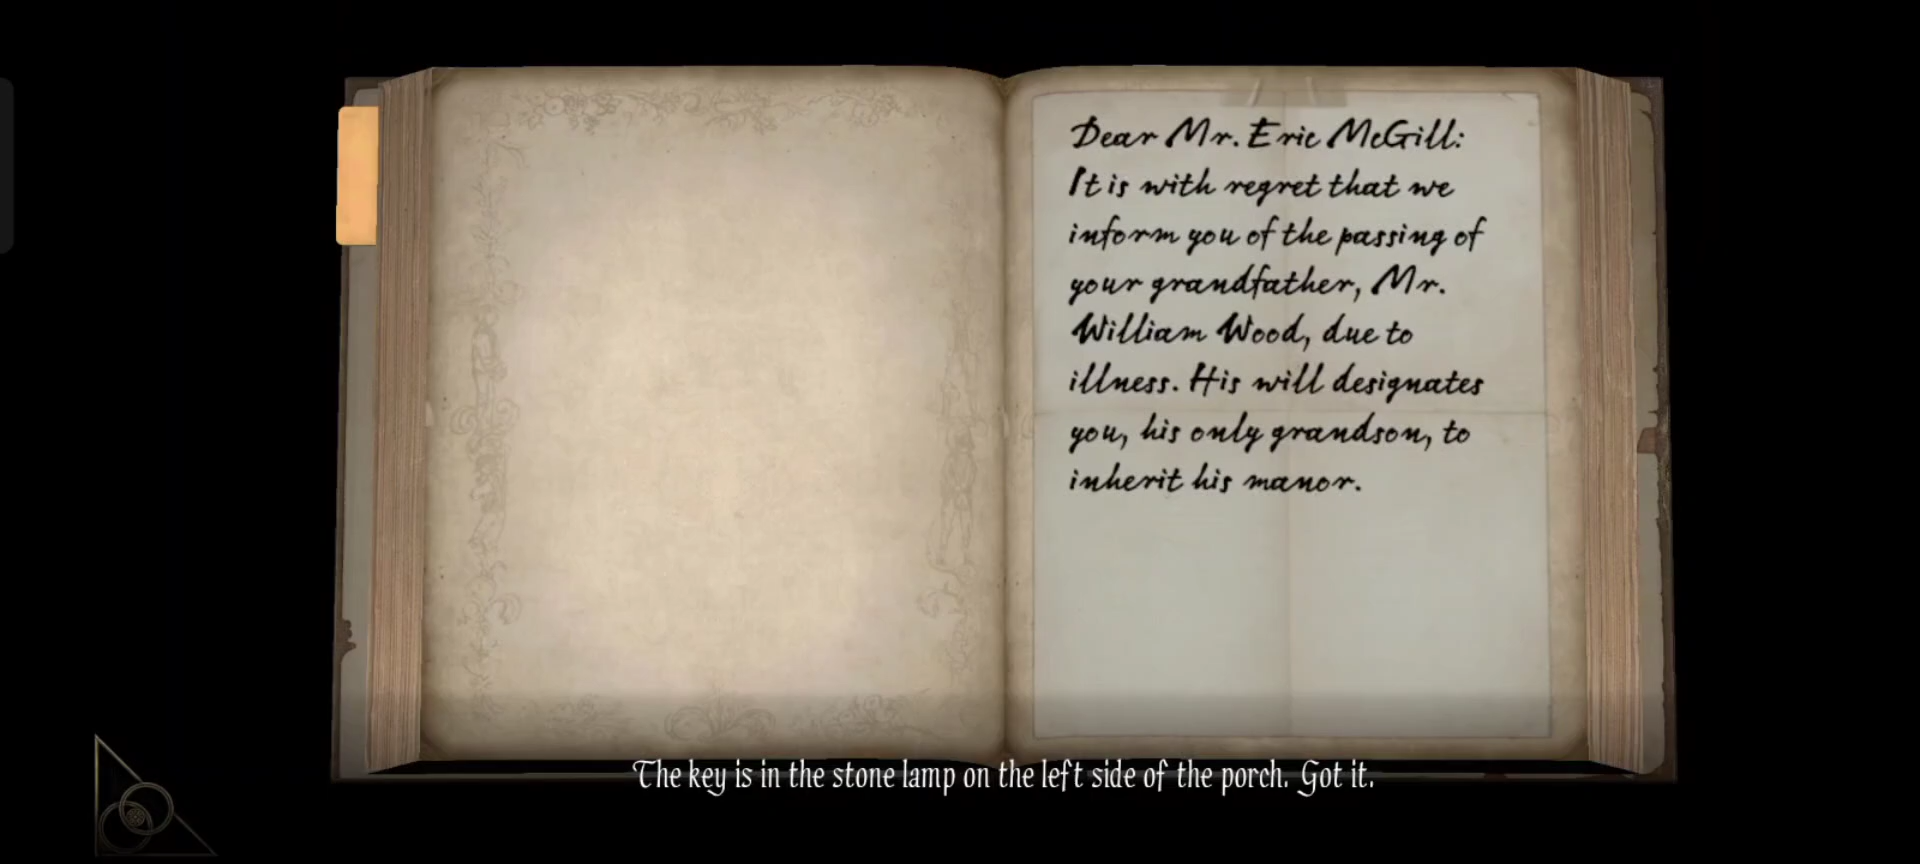 Dear Mr. Eric McGill:
It is with regret that we
inform you of the passing of
your grandfather, Mr.
William Wood, due to
illness. His will designates
you, his only grandson, to
inherit his manor.
The key is in the stone lamp on the left side of the porch. Got it.